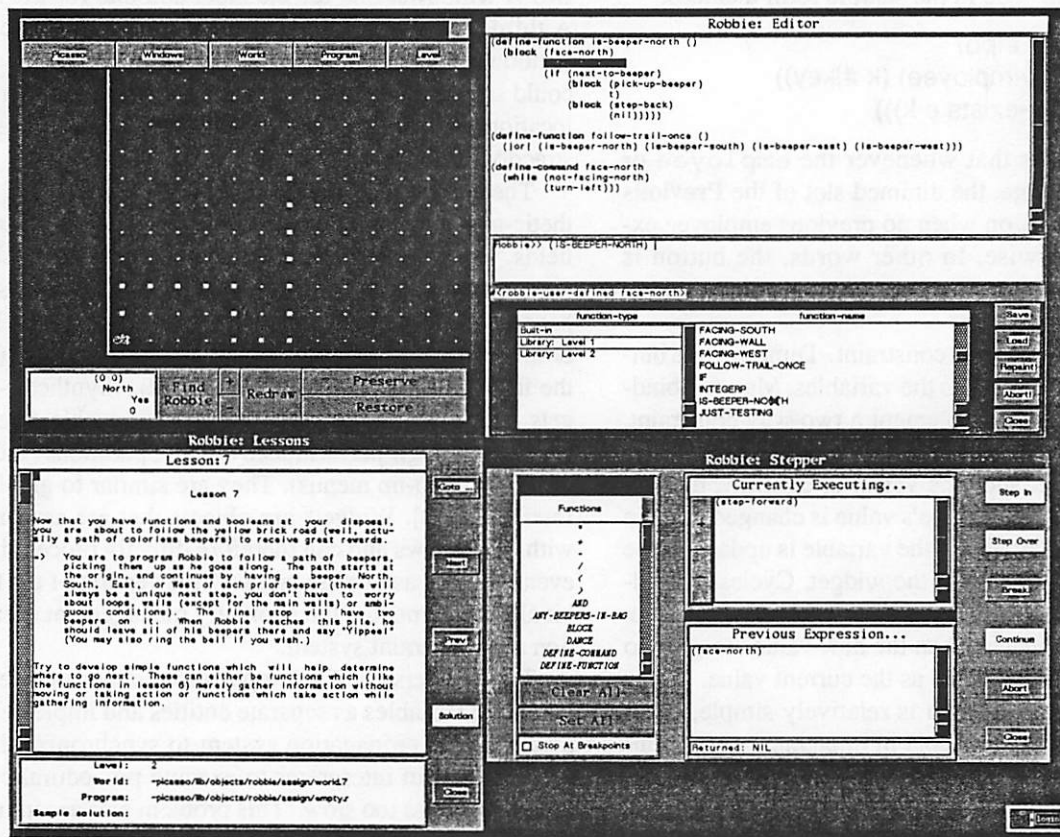 Picasso Windows World Program Level
(0 0)
North
Yes
0
Find Robbie
>
Redraw
Preserve
Restore
Robbie: Editor
(define-function is-beeper-north ()
(block (face-north)
(if (next-to-beeper)
(block (pick-up-beeper)
t)
(block (step-back)
(nil)))))
(define-function follow-trail-once ()
(|or| (is-beeper-north) (is-beeper-south) (is-beeper-east) (is-beeper-west)))
(define-command face-north
(while (not-facing-north)
(turn-left)))
Robbie>> (IS-BEEPER-NORTH)
#<robbie-user-defined face-north>
function-type
Built-in
Library: Level 1
Library: Level 2
function-name
FACING-SOUTH
FACING-WALL
FACING-WEST
FOLLOW-TRAIL-ONCE
IF
INTEGERP
IS-BEEPER-NORTH
JUST-TESTING
Save
Load
Repaint
Abort!
Close
Robbie: Lessons
Lesson:7
Lesson 7
Now that you have functions and booleans at your disposal,
you are about to follow the yellow brick road (well, actu-
ally a path of colorless beepers) to receive great rewards.
picking them up as he goes along. The path starts at
the origin, and continues by having a beeper North,
South, East, or West of each prior beeper (there will
always be a unique next step, you don't have to worry
about loops, walls (except for the main walls) or ambi-
guous conditions). The final stop will have two
beepers on it. When Robbie reaches this pile, he
should leave all of his beepers there and say "Yippee!"
(You may also ring the bell if you wish.)
Try to develop simple functions which will help determine
where to go next. These can either be functions which (like
the functions in lesson 6) merely gather information without
moving or taking action or functions which take action while
gathering information.
Goto ...
Next
Prev
Solution
Close
Level: 2
World: ~picasso/lib/objects/robbie/assign/world.7
Program: ~picasso/lib/objects/robbie/assign/empty/
Sample solution:
Robbie: Stepper
Functions
*
+
-
/
AND
ANY-BEEPERS-IN-BAG
BLOCK
DANCE
DEFINE-COMMAND
DEFINE-FUNCTION
Clear All
Set All
Stop At Breakpoints
Currently Executing...
(step-forward)
Previous Expression...
(face-north)
Returned: NIL
Step In
Step Over
Break
Continue
Abort
Close